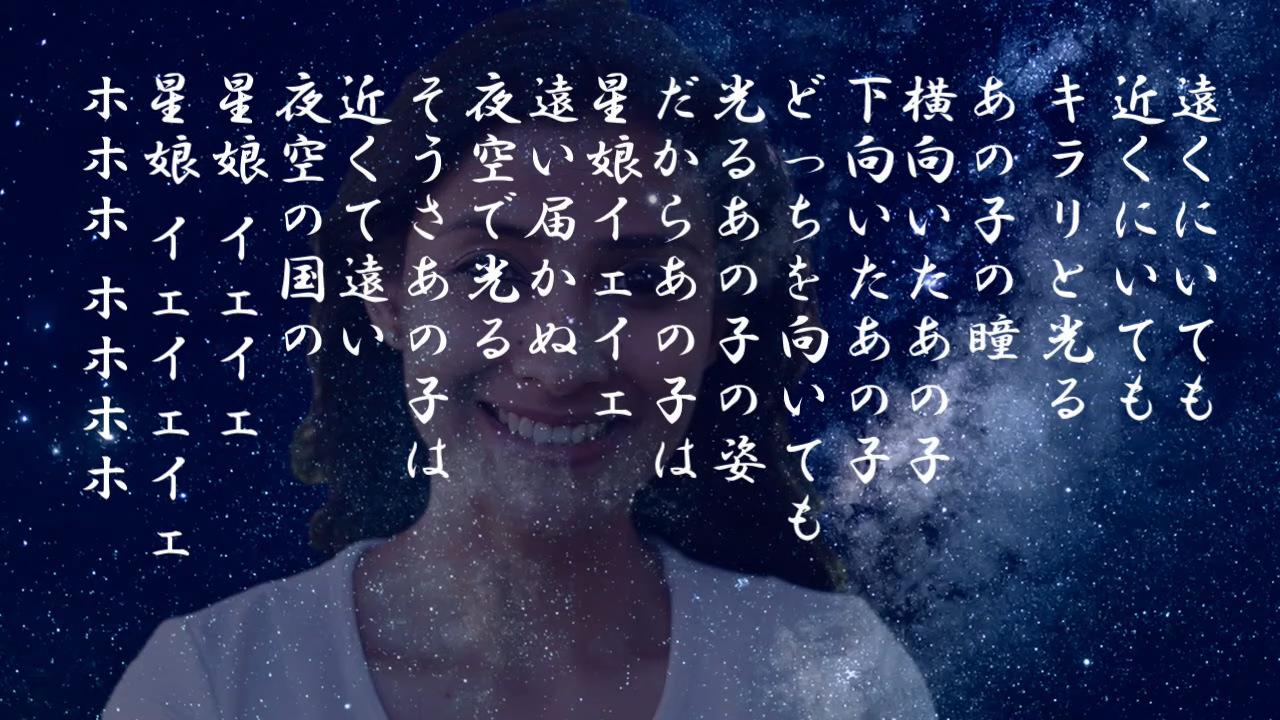 遠くにいても
近くにいても
キラリと光る
あの子の瞳
横向いたあの子
下向いたあの子
どっちを向いても
光るあの子の姿
だからあの子は
星娘イェイェ
遠い届かぬ
夜空で光る
そうさあの子は
近くて遠い
夜空の国の
星娘 イェイェ
星娘 イェイェイェ
ホホホ ホホホホ